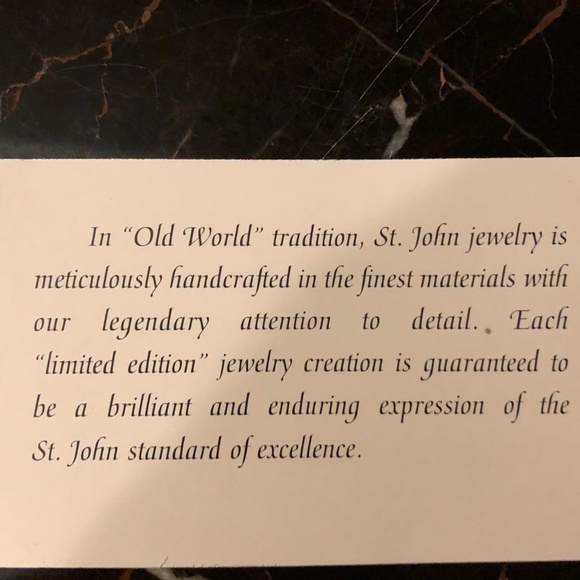 In “Old World” tradition, St. John jewelry is
meticulously handcrafted in the finest materials with
our legendary attention to detail. Each
“limited edition” jewelry creation is guaranteed to
be a brilliant and enduring expression of the
St. John standard of excellence.